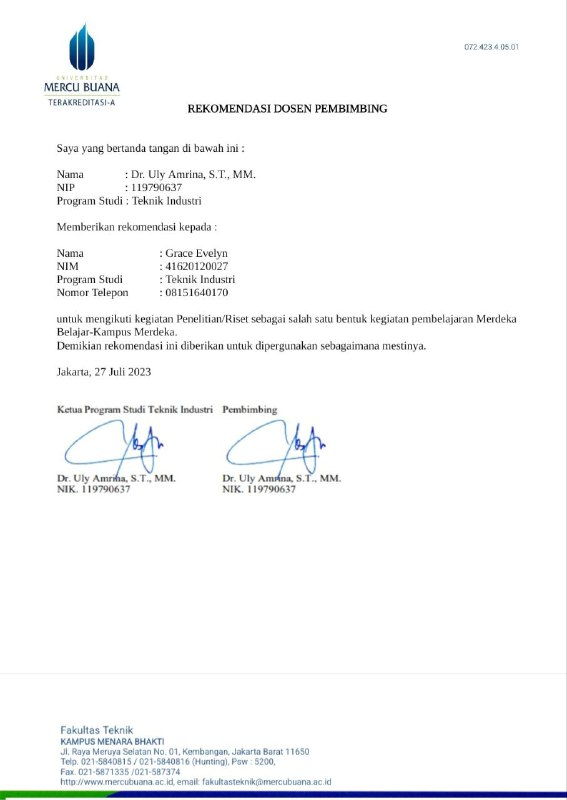 072.423.4.05.01
UNIVERSITAS
MERCU BUANA
TERAKREDITASI-A
REKOMENDASI DOSEN PEMBIMBING
Saya yang bertanda tangan di bawah ini :
Nama : Dr. Uly Amrina, S.T., MM.
NIP : 119790637
Program Studi : Teknik Industri
Memberikan rekomendasi kepada :
Nama : Grace Evelyn
NIM : 41620120027
Program Studi : Teknik Industri
Nomor Telepon : 08151640170
untuk mengikuti kegiatan Penelitian/Riset sebagai salah satu bentuk kegiatan pembelajaran Merdeka
Belajar-Kampus Merdeka.
Demikian rekomendasi ini diberikan untuk dipergunakan sebagaimana mestinya.
Jakarta, 27 Juli 2023
Ketua Program Studi Teknik Industri Pembimbing
Dr. Uly Amrina, S.T., MM. Dr. Uly Amrina, S.T., MM.
NIK. 119790637 NIK. 119790637
Fakultas Teknik
KAMPUS MENARA BHAKTI
Jl. Raya Meruya Selatan No. 01, Kembangan, Jakarta Barat 11650
Telp. 021-5840815 / 021-5840816 (Hunting), Psw : 5200,
Fax. 021-5871335 /021-587374
http://www.mercubuana.ac.id, email: fakultasteknik@mercubuana.ac.id